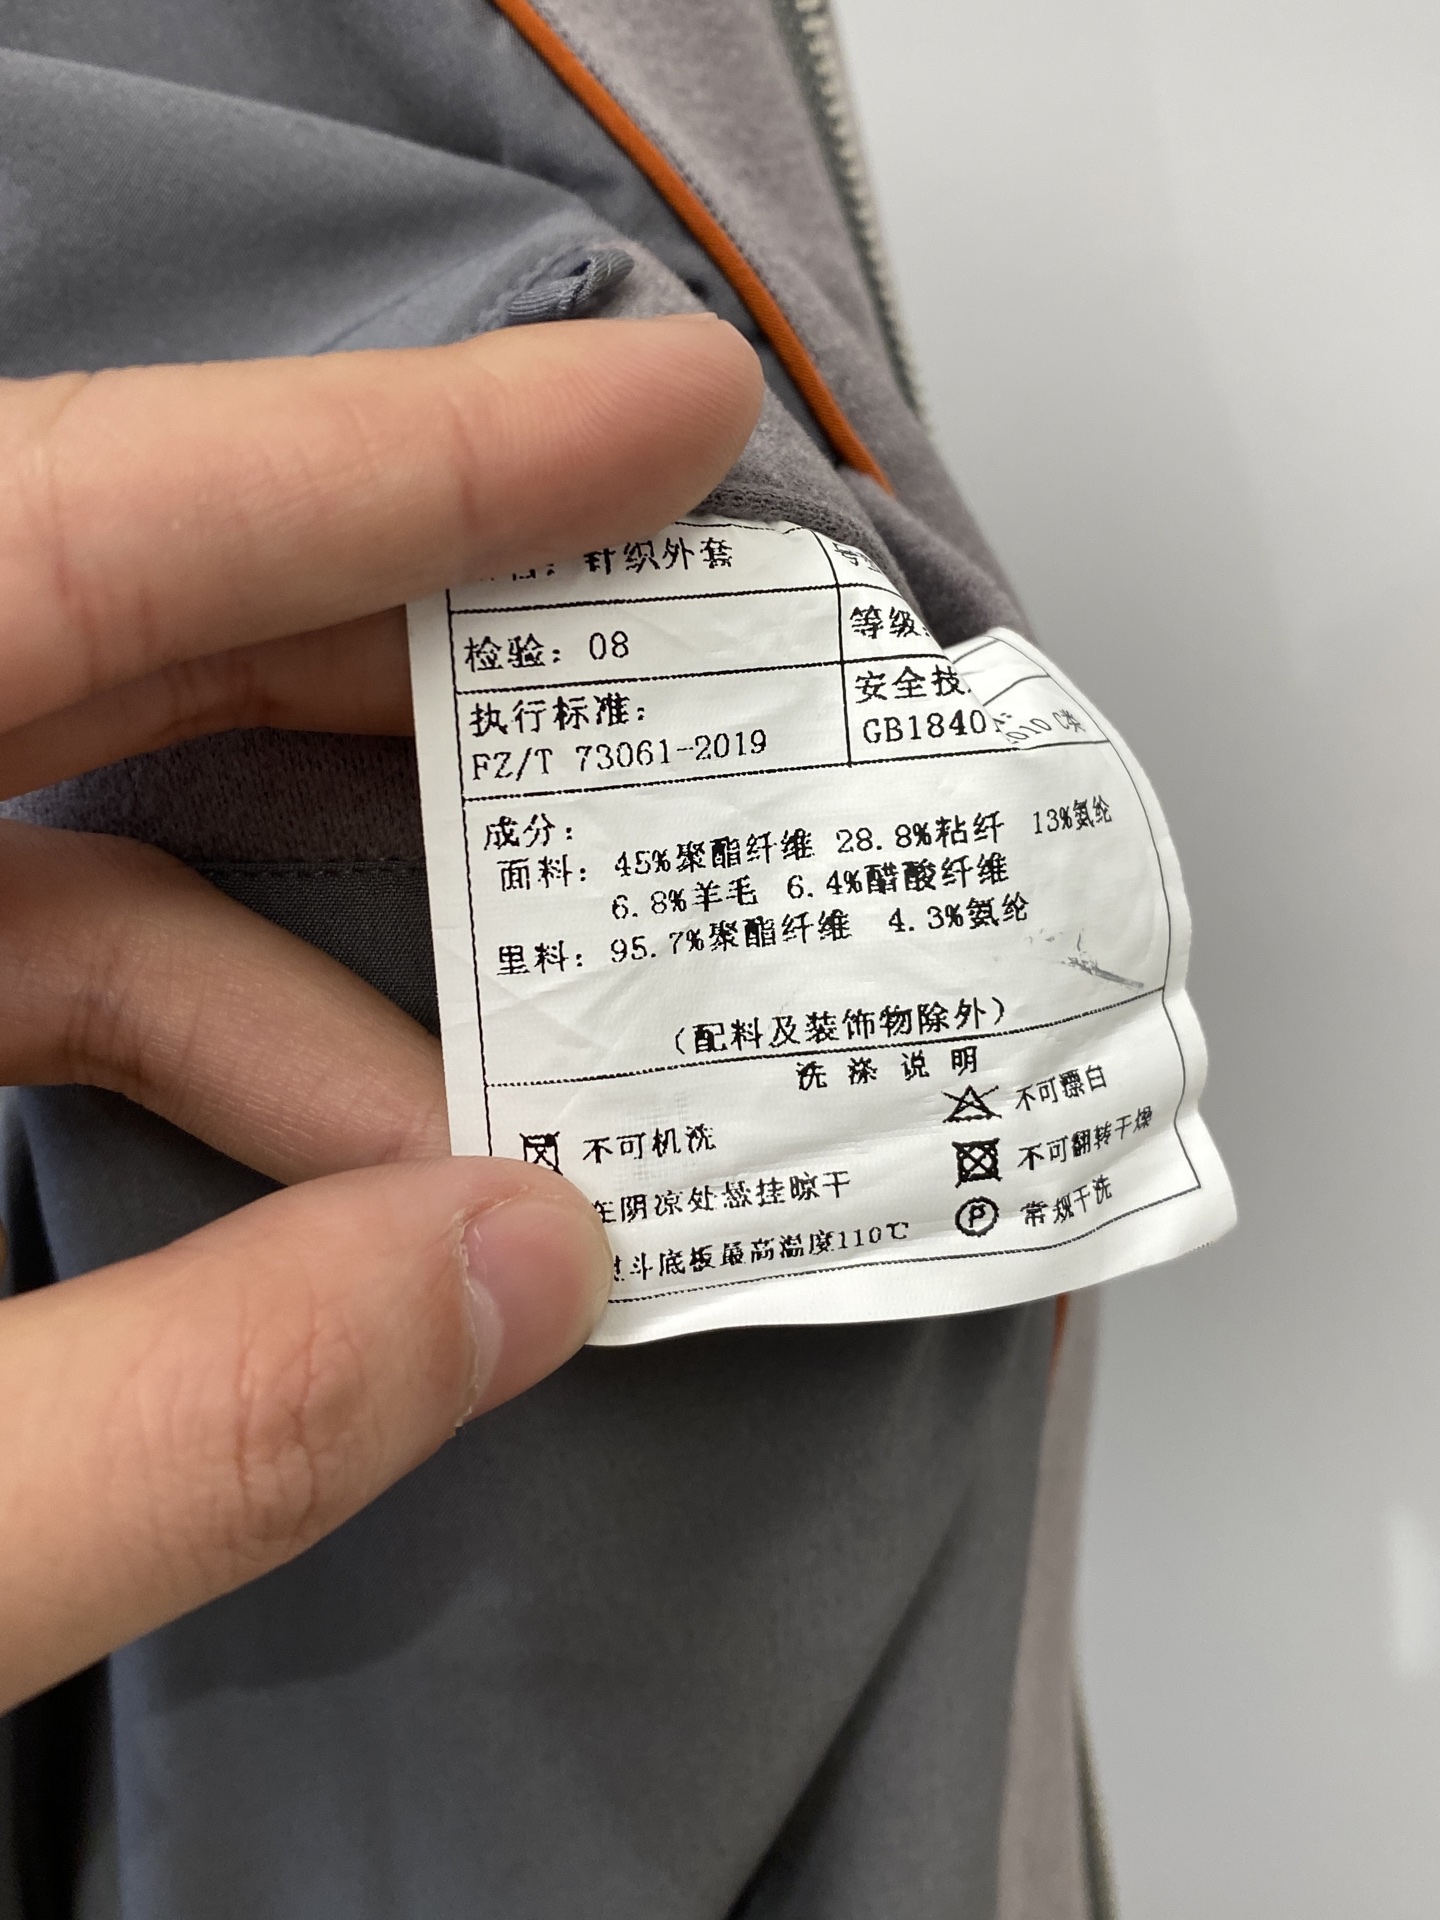 针织外套
检验：08
等级：
执行标准：
FZ/T 73061-2019
安全技
GB1840
2010 C类
成分：
面料：45%聚酯纤维 28.8%粘纤 13%氨纶
6.8%羊毛 6.4%醋酸纤维
里料：95.7%聚酯纤维 4.3%氨纶
（配料及装饰物除外）
洗涤说明
不可机洗 不可漂白
在阴凉处悬挂晾干 不可翻转干燥
熨斗底板最高温度110℃ P 常规干洗